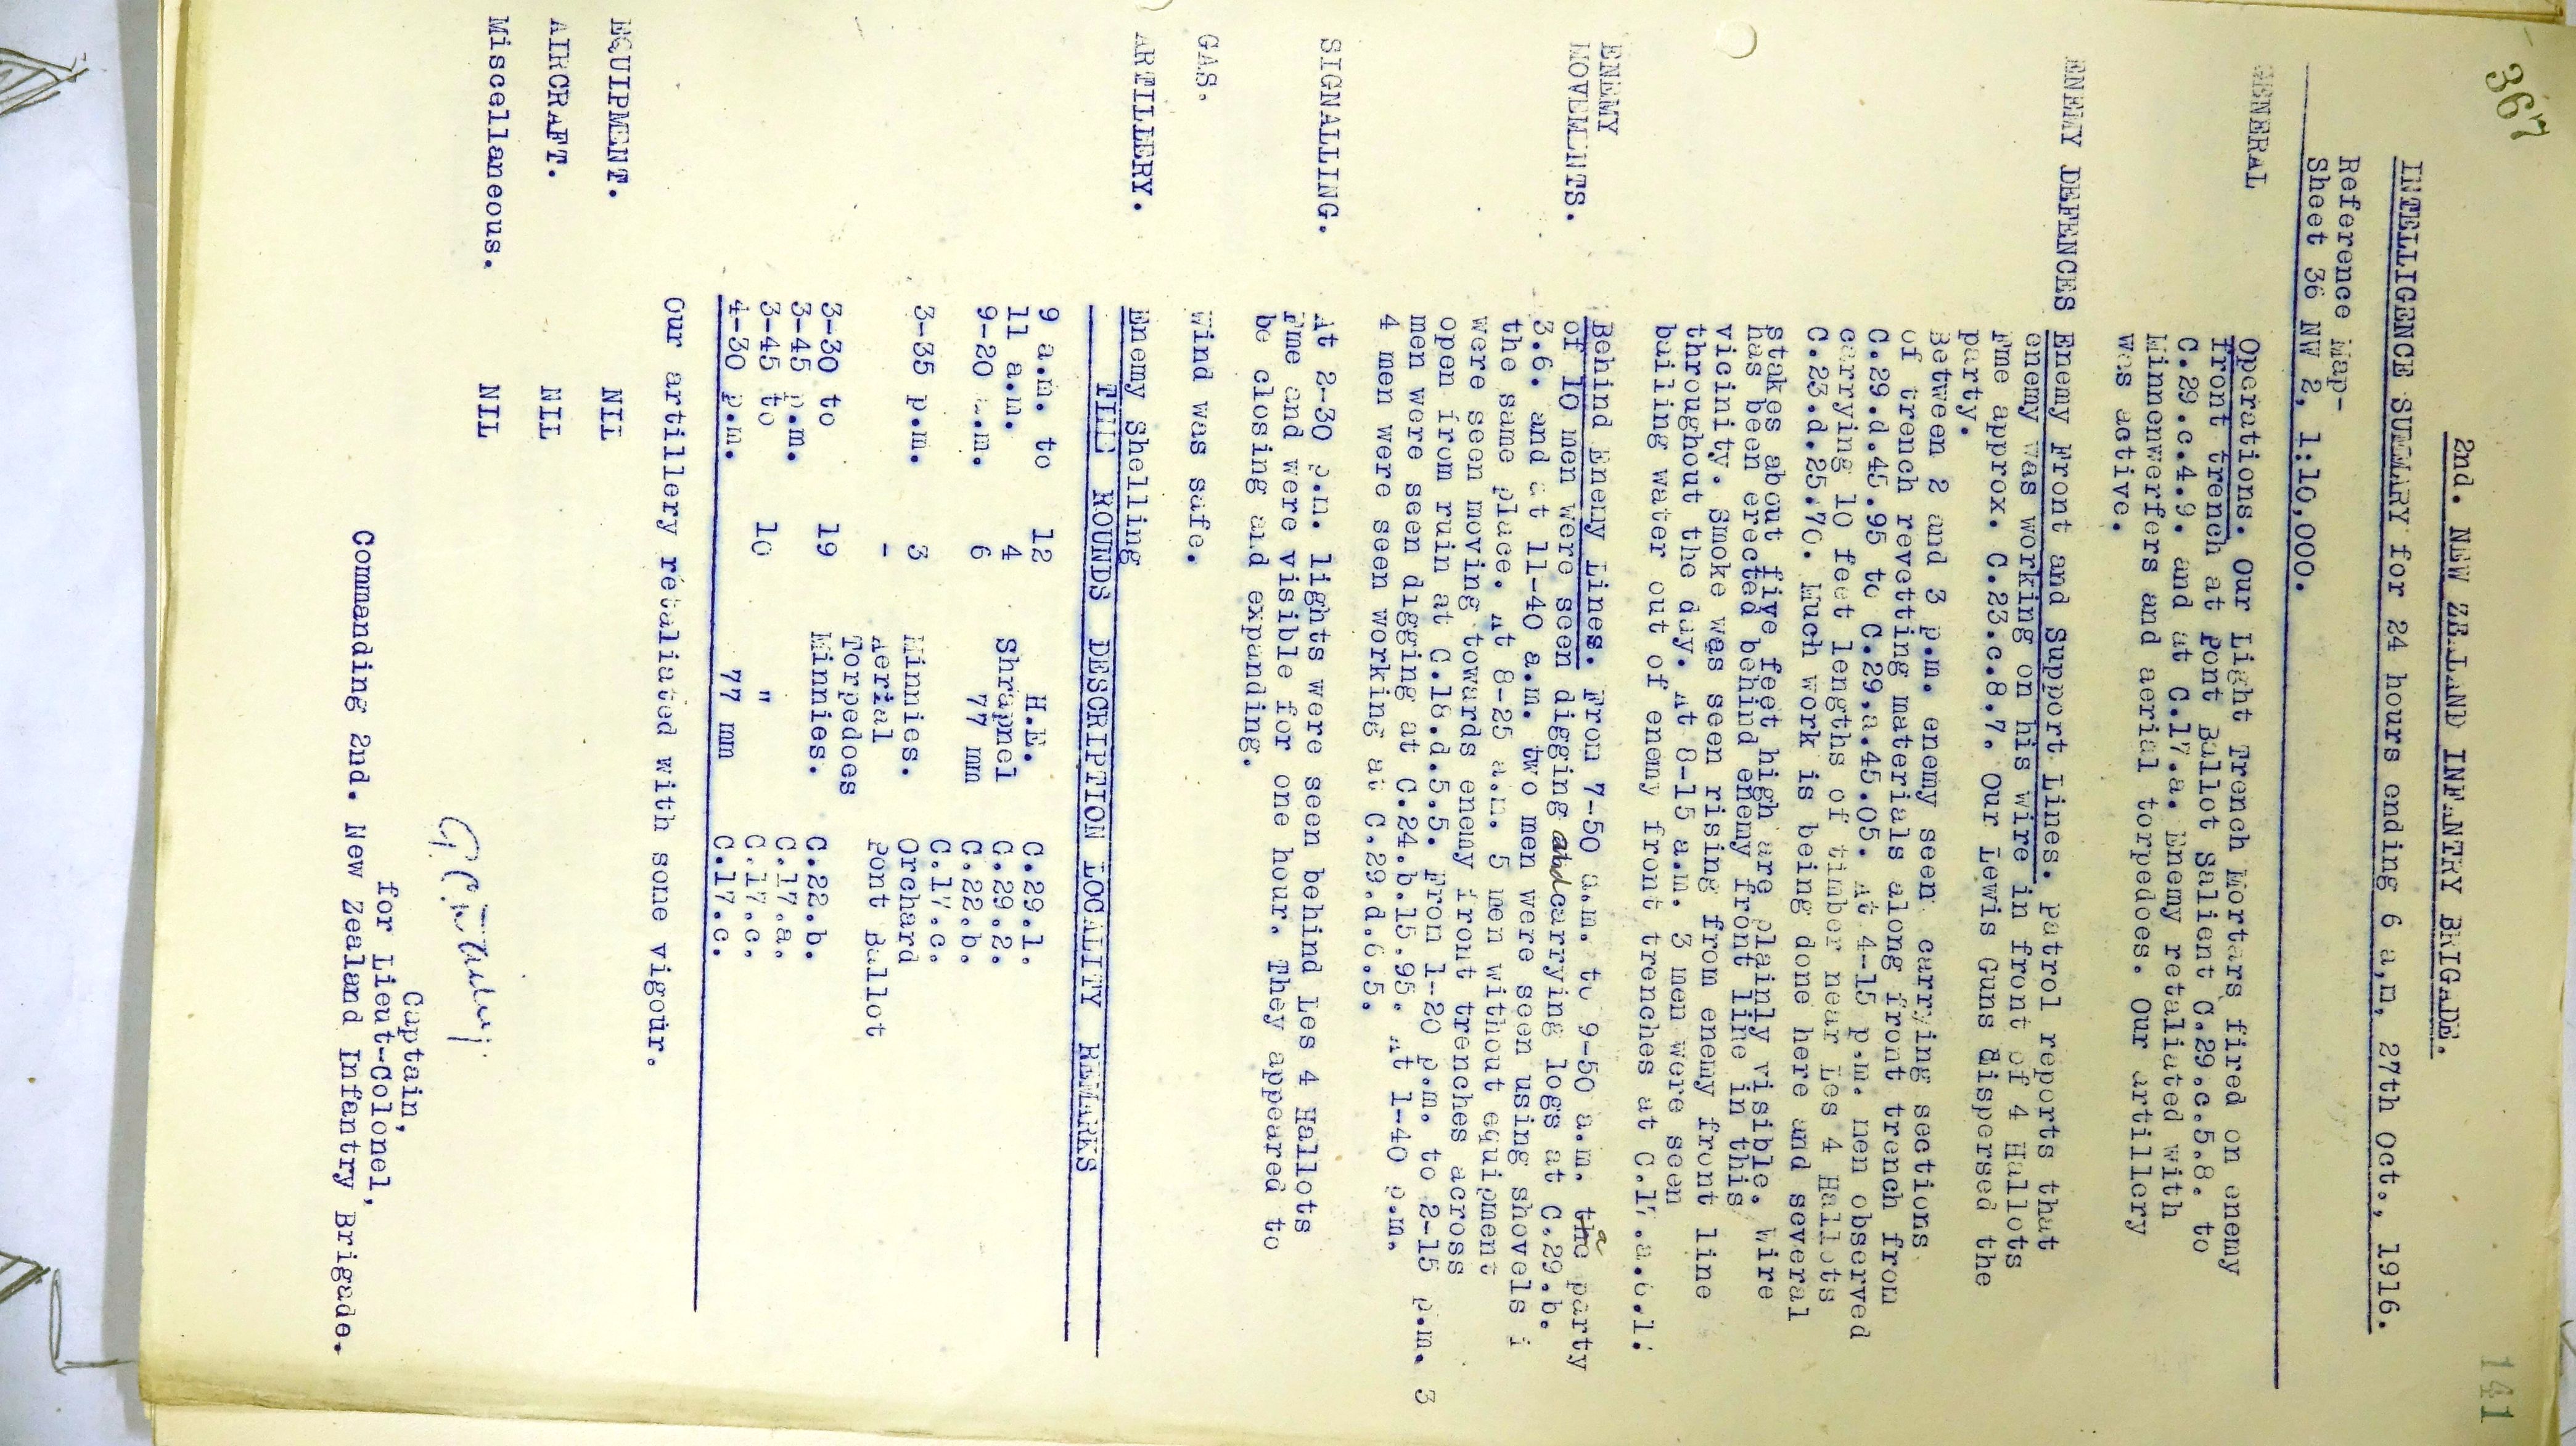 367
141
2nd. NEW ZEALAND INFANTRY BRIGADE.
INTELLIGENCE SUMMARY for 24 hours ending 6 a,m, 27th Oct., 1916.
Reference Map-
Sheet 36 NW 2, 1:10,000.
GENERAL Operations. Our Light Trench Mortars fired on enemy
front trench at Pont Ballot Salient C.29.c.5.8. to
C.29.c.4.9. and at C.17.a. Enemy retaliated with
Minnenwerfers and aerial torpedoes. Our artillery
was active.
ENEMY DEFENCES Enemy Front and Support Lines. Patrol reports that
enemy was working on his wire in front of 4 Hallots
Fme approx. C.23.c.8.7. Our Lewis Guns dispersed the
party.
Between 2 and 3 p.m. enemy seen carrying sections
of trench revetting materials along front trench from
C.29.d.45.95 to C.29.a.45.05. At 4-15 p.m. men observed
carrying 10 feet lengths of timber near Les 4 Hallots
C.23.d.25.70. Much work is being done here and several
stakes about five feet high are plainly visible. Wire
has been erected behind enemy front line in this
vicinity. Smoke was seen rising from enemy front line
throughout the day. At 8-15 a.m. 3 men were seen
bailing water out of enemy front trenches at C.17.a.6.1.
ENEMY
MOVEMENTS. Behind Enemy Lines. From 7-50 a.m. to 9-50 a.m. a party
of 10 men were seen digging and carrying logs at C.29.b.
3.6. and at 11-40 a.m. two men were seen using shovels i
the same place. At 8-25 a.m. 5 men without equipment
were seen moving towards enemy front trenches across
open from ruin at C.18.d.5.5. From 1-20 p.m. to 2-15 p.m. 3
men were seen digging at C.24.b.15.95. At 1-40 p.m.
4 men were seen working at C.29.d.6.5.
SIGNALLING. At 2-30 p.m. lights were seen behind Les 4 Hallots
Fme and were visible for one hour. They appeared to
be closing and expanding.
GAS. Wind was safe.
ARTILLERY. Enemy Shelling
TIME ROUNDS DESCRIPTION LOCALITY REMARKS
9 a.m. to 12 H.E. C.29.1.
11 a.m. 4 Shrapnel C.29.2.
9-20 a.m. 6 77 mm C.22.b.
C.17.c.
3-35 p.m. 3 Minnies. Orchard
- Aerial Pont Ballot
Torpedoes
3-30 to 19 Minnies. C.22.b.
3-45 p.m. C.17.a.
3-45 to 10 " C.17.c.
4-30 p.m. 77 mm C.17.c.
Our artillery retaliated with some vigour.
EQUIPMENT. NIL
AIRCRAFT. NIL
Miscellaneous. NIL
Captain,
for Lieut-Colonel,
Commanding 2nd. New Zealand Infantry Brigade.